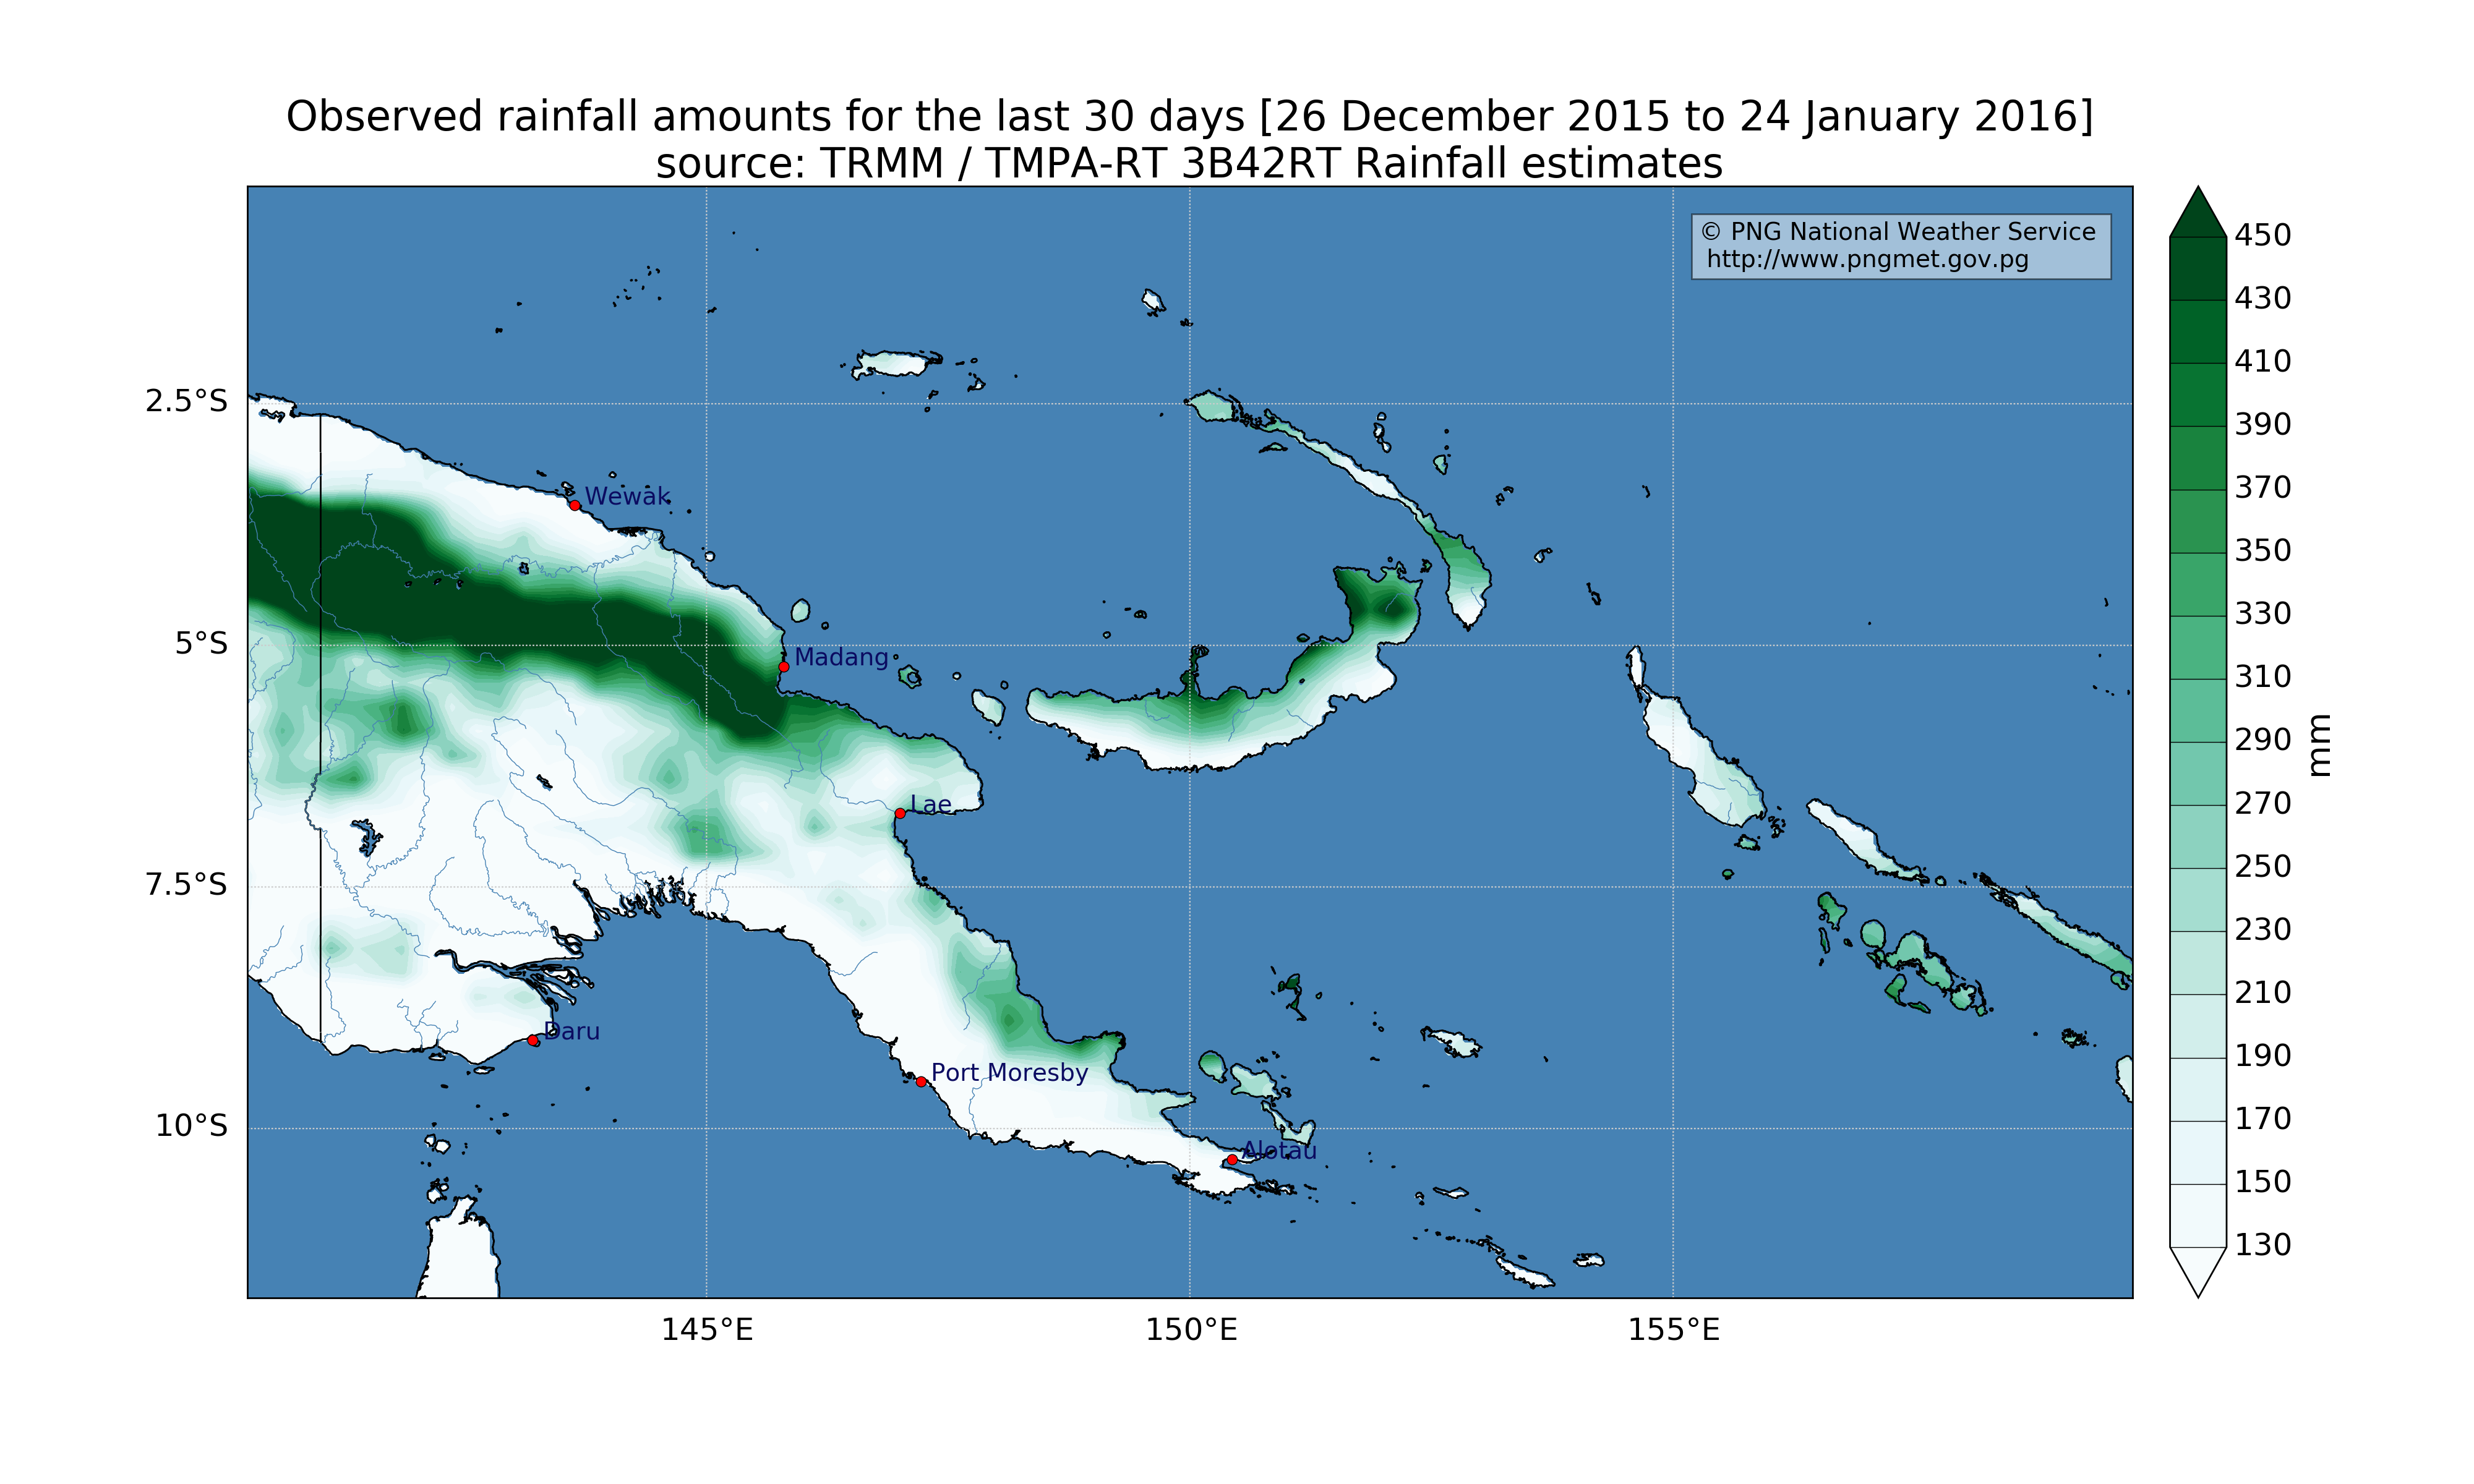 Observed rainfall amounts for the last 30 days [26 December 2015 to 24 January 2016]
source: TRMM / TMPA-RT 3B42RT Rainfall estimates
© PNG National Weather Service
http://www.pngmet.gov.pg
2.5°S
5°S
7.5°S
10°S
145°E
150°E
155°E
Wewak
Madang
Lae
Daru
Port Moresby
Alotau
450
430
410
390
370
350
330
310
290
270
250
230
210
190
170
150
130
mm